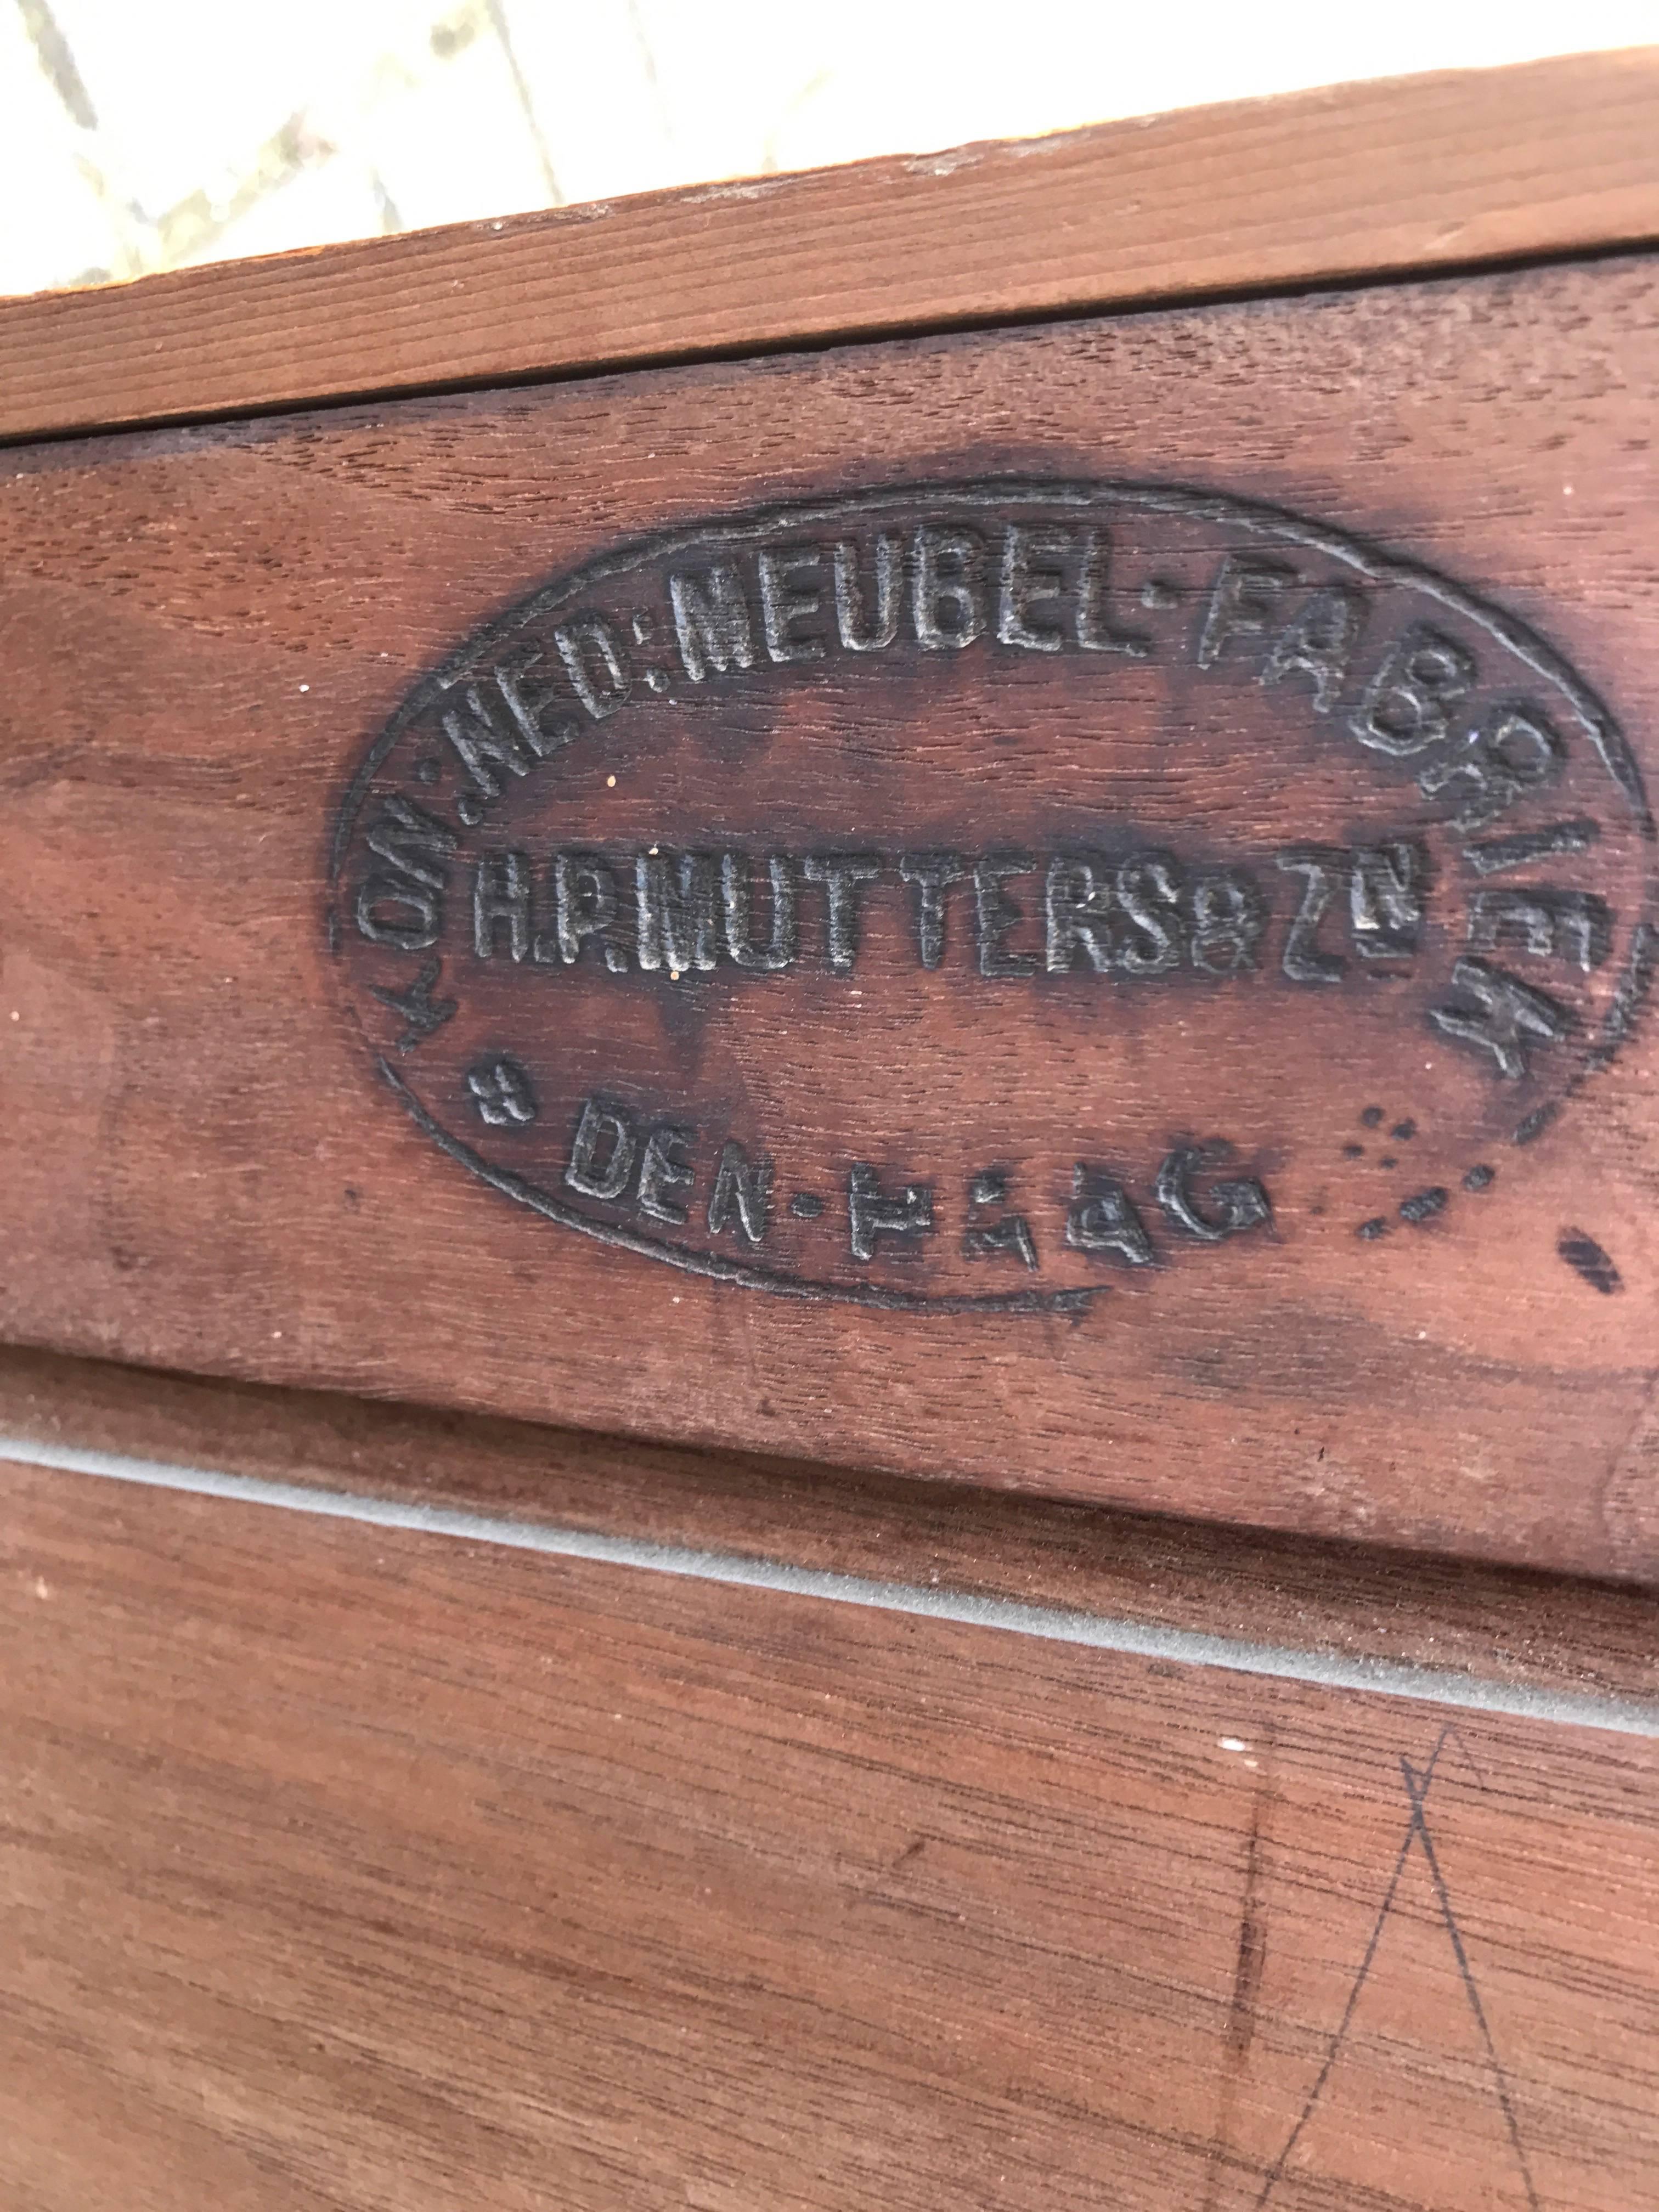 KON: NED: MEUBEL·FABRIEK
H.P. MUTTERS & ZN
DEN·HAAG